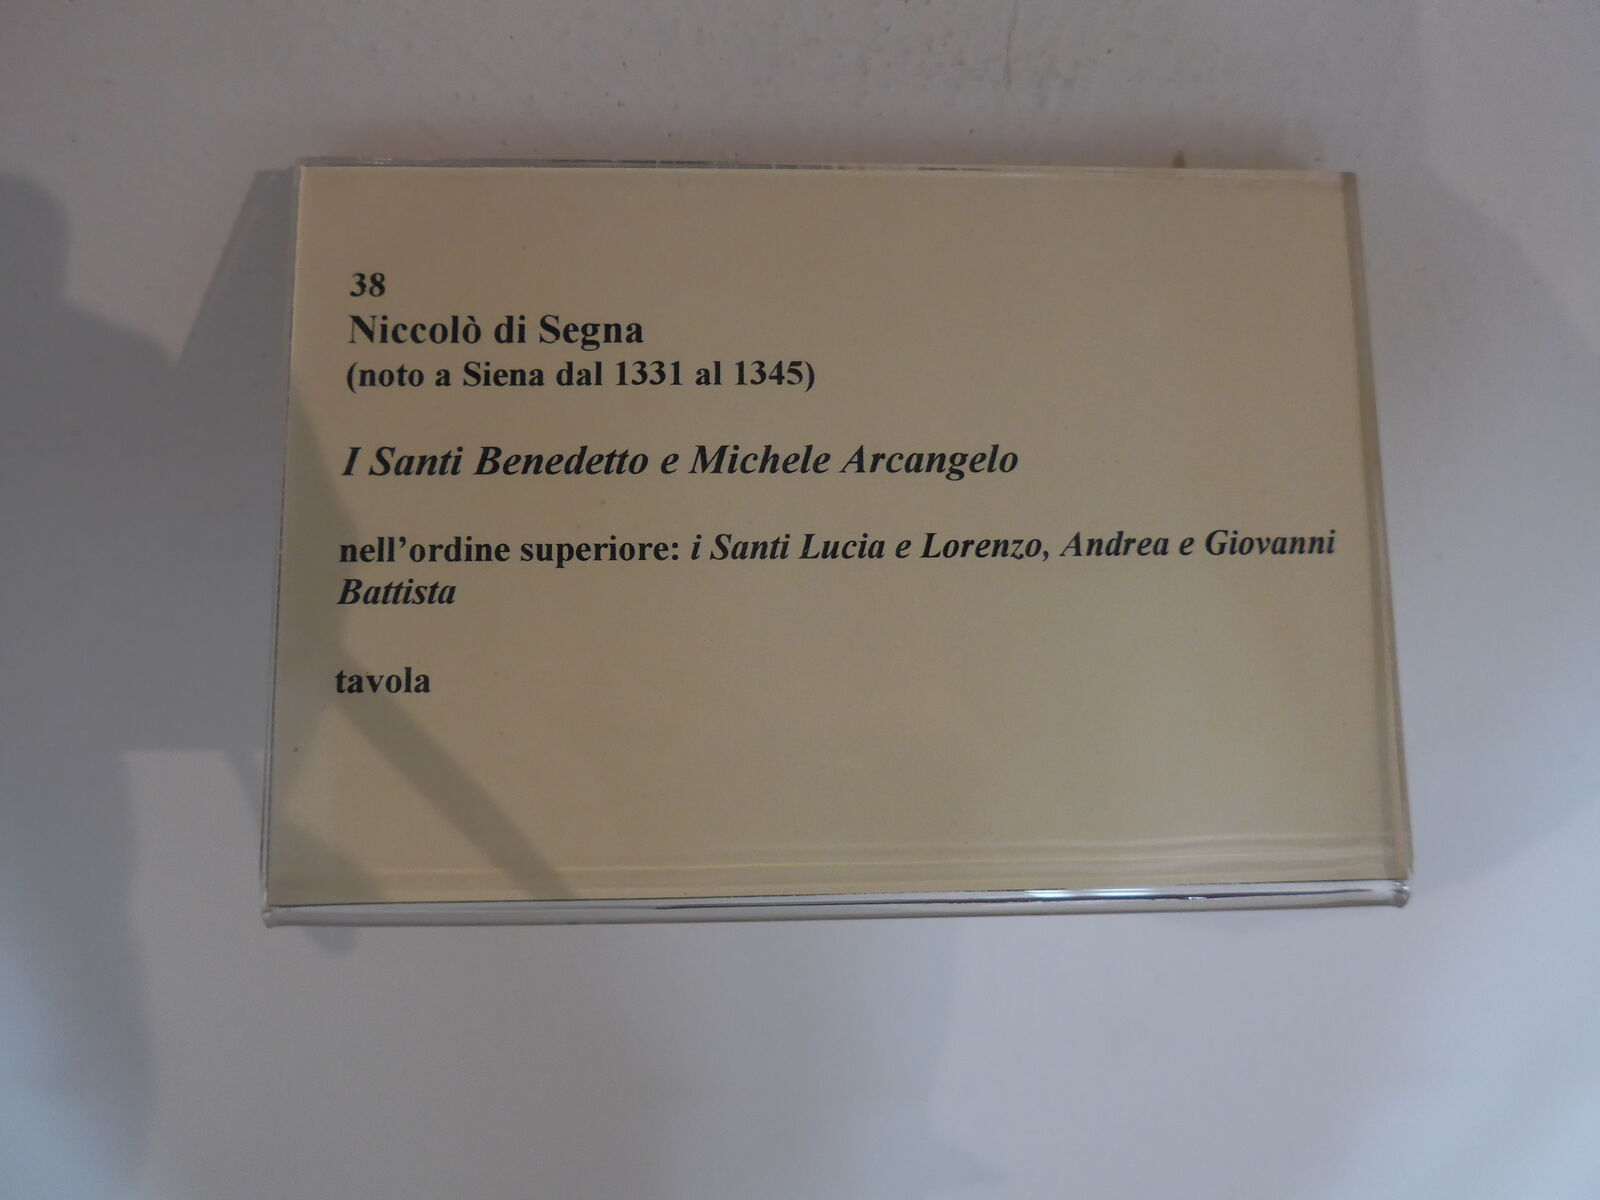 38
Niccolò di Segna
(noto a Siena dal 1331 al 1345)
I Santi Benedetto e Michele Arcangelo
nell’ordine superiore: i Santi Lucia e Lorenzo, Andrea e Giovanni
Battista
tavola